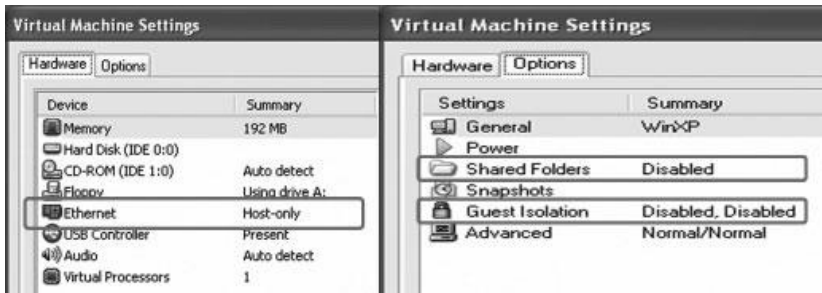 Virtual Machine Settings
Hardware Options
Device Summary
Memory 192 MB
Hard Disk (IDE 0:0)
CD-ROM (IDE 1:0) Auto detect
Floppy Using drive A:
Ethernet Host-only
USB Controller Present
Audio Auto detect
Virtual Processors 1
Virtual Machine Settings
Hardware Options
Settings Summary
General WinXP
Power
Shared Folders Disabled
Snapshots
Guest Isolation Disabled, Disabled
Advanced Normal/Normal